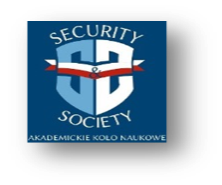 SECURITY
&
SOCIETY
AKADEMICKIE KOŁO NAUKOWE